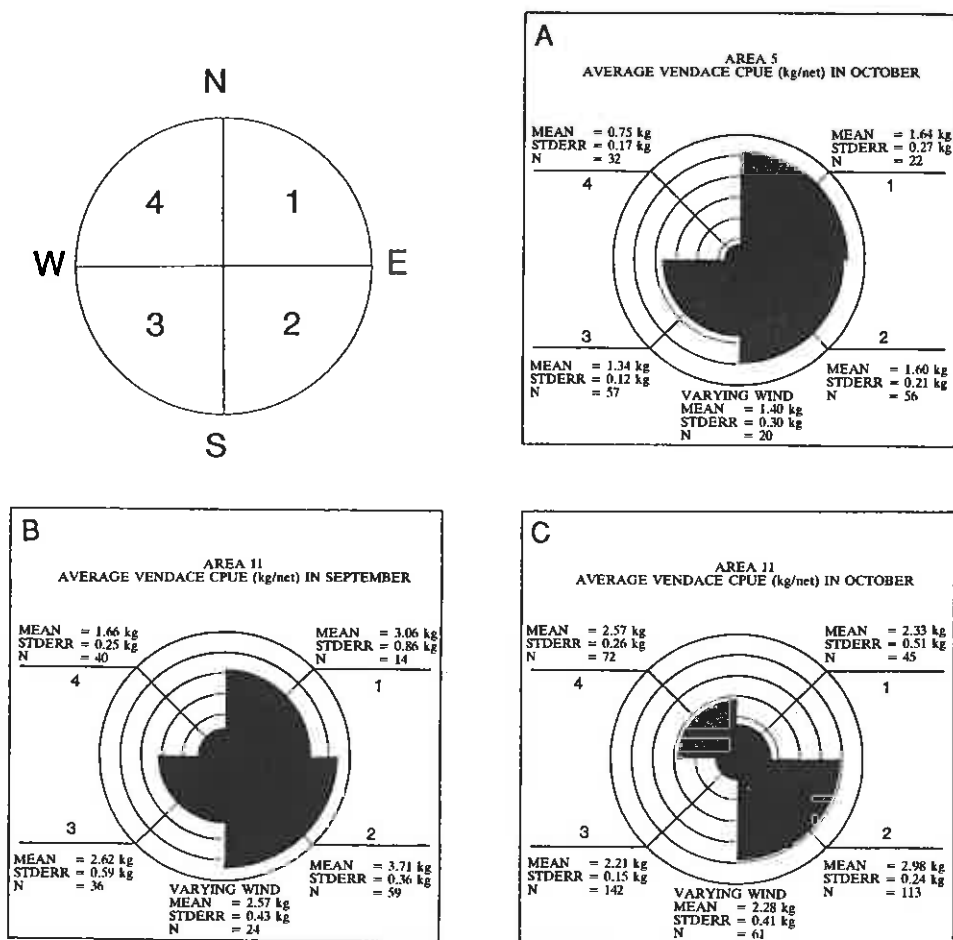 N
4 1
W E
3 2
S
A
AREA 5
AVERAGE VENDACE CPUE (kg/net) IN OCTOBER
MEAN = 0.75 kg
STDERR = 0.17 kg
N = 32
4
MEAN = 1.64 kg
STDERR = 0.27 kg
N = 22
1
3
MEAN = 1.34 kg
STDERR = 0.12 kg
N = 57
2
MEAN = 1.60 kg
STDERR = 0.21 kg
N = 56
VARYING WIND
MEAN = 1.40 kg
STDERR = 0.30 kg
N = 20
B
AREA 11
AVERAGE VENDACE CPUE (kg/net) IN SEPTEMBER
MEAN = 1.66 kg
STDERR = 0.25 kg
N = 40
4
MEAN = 3.06 kg
STDERR = 0.86 kg
N = 14
1
3
MEAN = 2.62 kg
STDERR = 0.59 kg
N = 36
2
MEAN = 3.71 kg
STDERR = 0.36 kg
N = 59
VARYING WIND
MEAN = 2.57 kg
STDERR = 0.43 kg
N = 24
C
AREA 11
AVERAGE VENDACE CPUE (kg/net) IN OCTOBER
MEAN = 2.57 kg
STDERR = 0.26 kg
N = 72
4
MEAN = 2.33 kg
STDERR = 0.51 kg
N = 45
1
3
MEAN = 2.21 kg
STDERR = 0.15 kg
N = 142
2
MEAN = 2.98 kg
STDERR = 0.24 kg
N = 113
VARYING WIND
MEAN = 2.28 kg
STDERR = 0.41 kg
N = 61